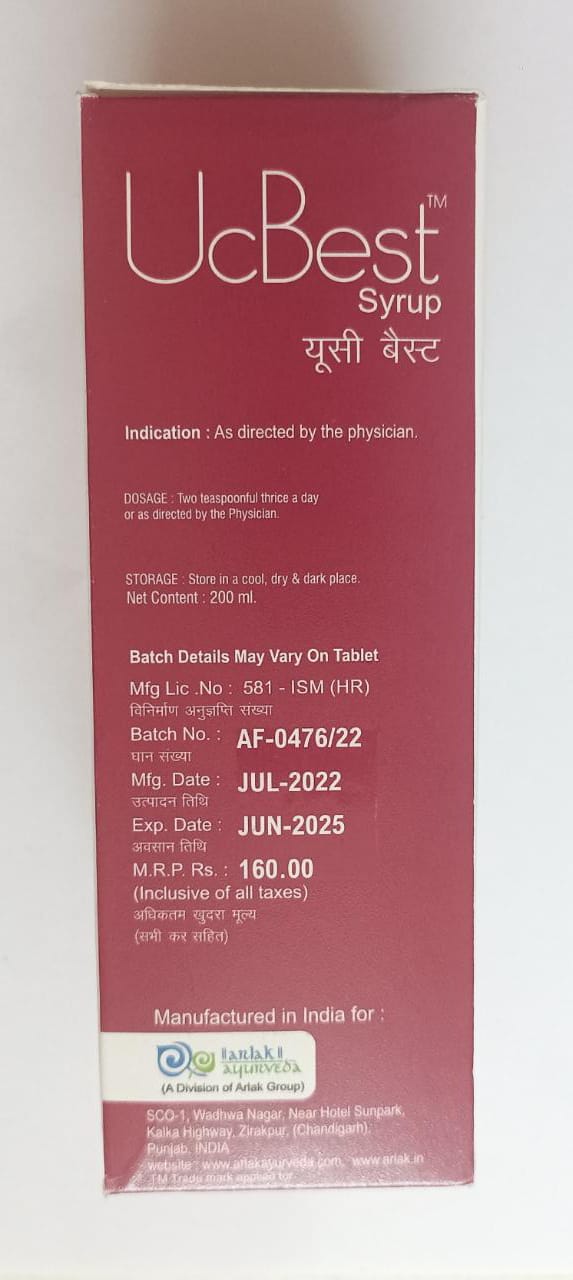 UcBest™
Syrup
यूसी बैस्ट
Indication : As directed by the physician.
DOSAGE : Two teaspoonful thrice a day
or as directed by the Physician.
STORAGE : Store in a cool, dry & dark place.
Net Content : 200 ml.
Batch Details May Vary On Tablet
Mfg Lic .No : 581 - ISM (HR)
विनिर्माण अनुज्ञप्ति संख्या
Batch No. : AF-0476/22
घान संख्या
Mfg. Date : JUL-2022
उत्पादन तिथि
Exp. Date : JUN-2025
अवसान तिथि
M.R.P. Rs. : 160.00
(Inclusive of all taxes)
अधिकतम खुदरा मूल्य
(सभी कर सहित)
Manufactured in India for :
arlak
ayurveda
(A Division of Arlak Group)
SCO-1, Wadhwa Nagar, Near Hotel Sunpark,
Kalka Highway, Zirakpur, (Chandigarh),
Punjab, INDIA
website : www.arlakayurveda.com, www.arlak.in
TM Trade mark applied for